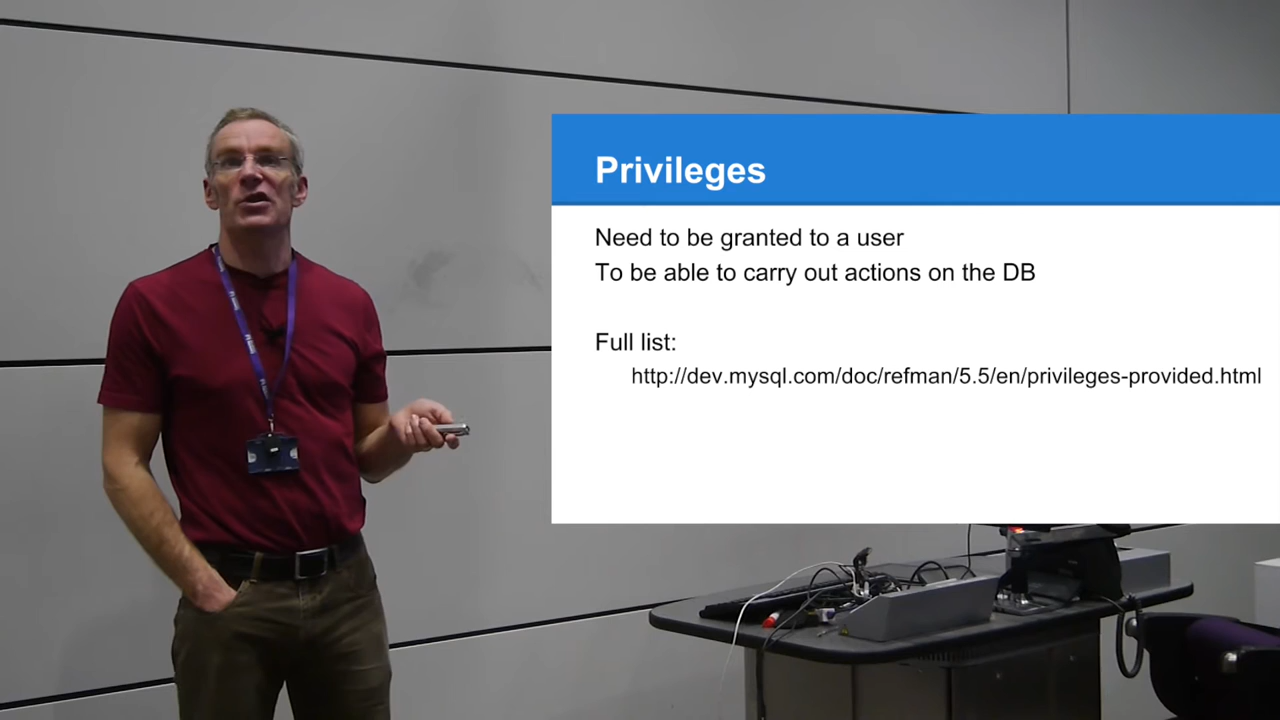 Privileges
Need to be granted to a user
To be able to carry out actions on the DB
Full list:
http://dev.mysql.com/doc/refman/5.5/en/privileges-provided.html